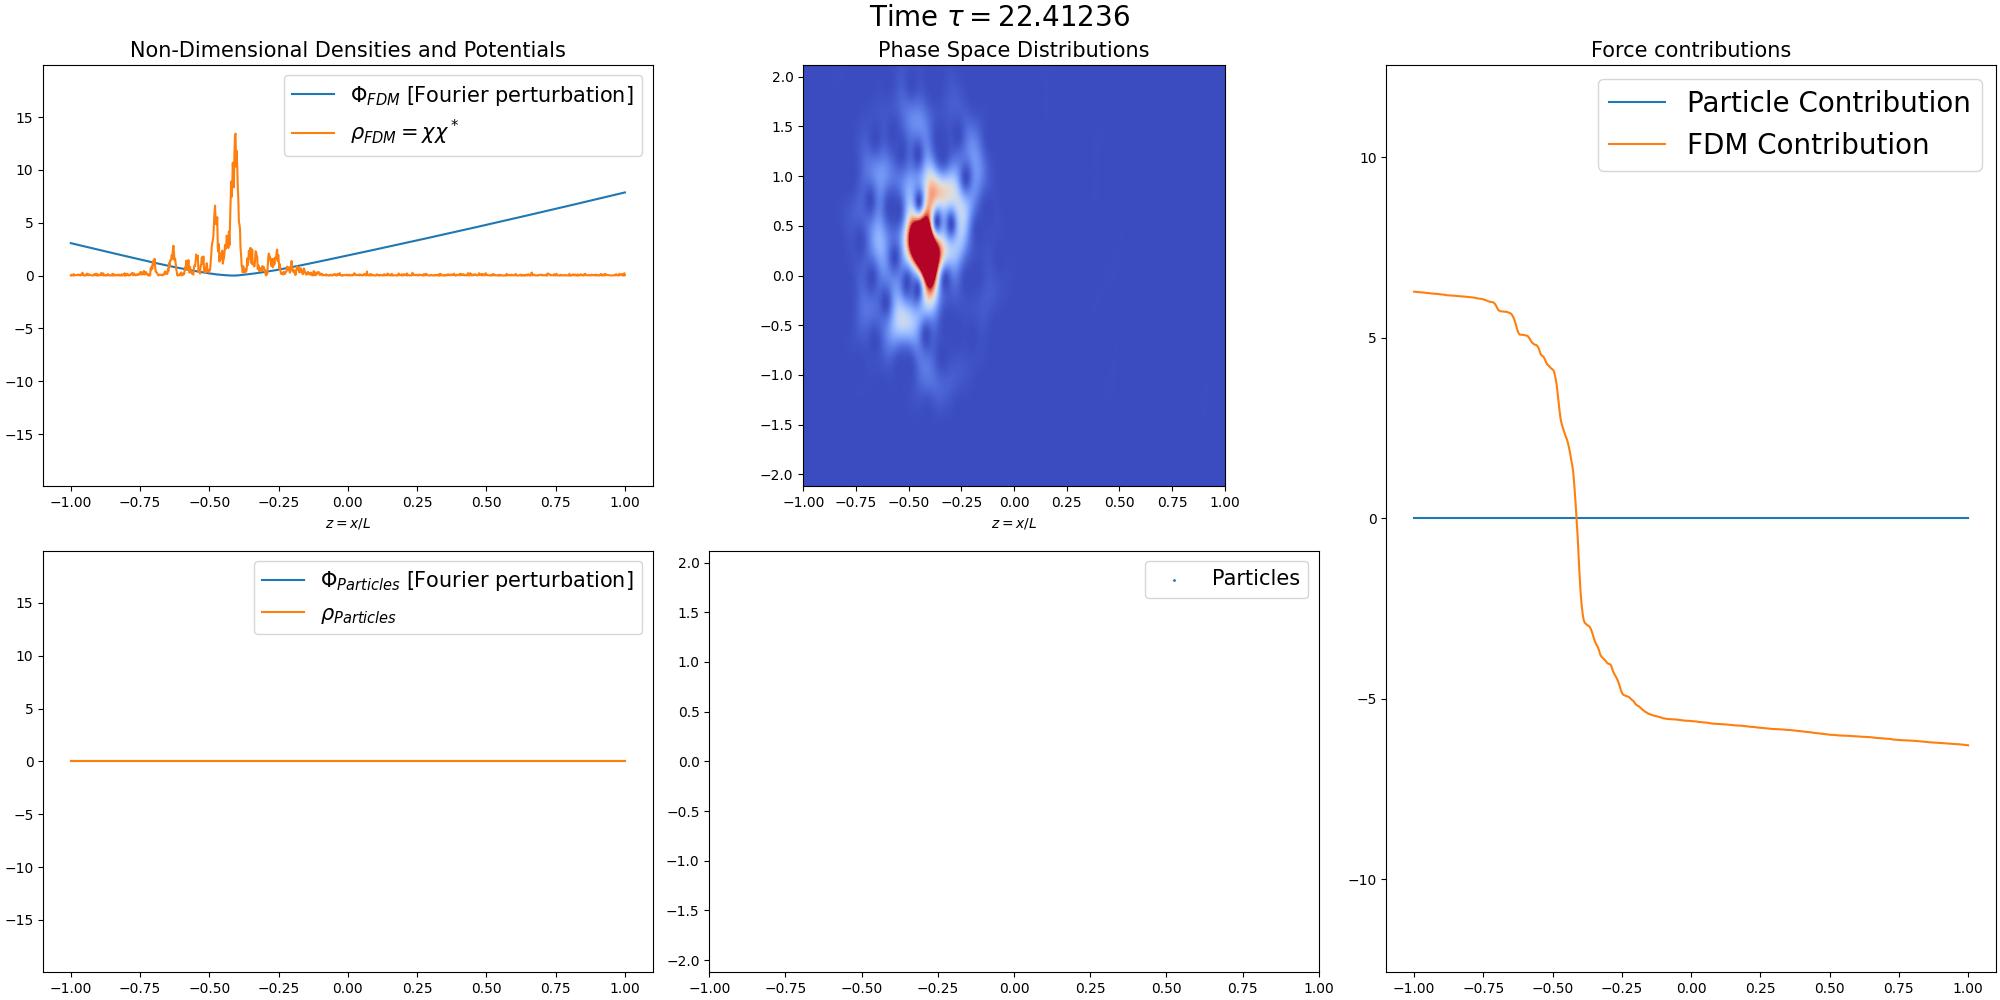 Time τ = 22.41236
Non-Dimensional Densities and Potentials
Φ_FDM [Fourier perturbation]
ρ_FDM = χχ*
15
10
5
0
−5
−10
−15
−1.00 −0.75 −0.50 −0.25 0.00 0.25 0.50 0.75 1.00
z = x/L
Phase Space Distributions
2.0
1.5
1.0
0.5
0.0
−0.5
−1.0
−1.5
−2.0
−1.00 −0.75 −0.50 −0.25 0.00 0.25 0.50 0.75 1.00
z = x/L
Force contributions
Particle Contribution
FDM Contribution
10
5
0
−5
−10
−1.00 −0.75 −0.50 −0.25 0.00 0.25 0.50 0.75 1.00
Φ_Particles [Fourier perturbation]
ρ_Particles
15
10
5
0
−5
−10
−15
−1.00 −0.75 −0.50 −0.25 0.00 0.25 0.50 0.75 1.00
Particles
2.0
1.5
1.0
0.5
0.0
−0.5
−1.0
−1.5
−2.0
−1.00 −0.75 −0.50 −0.25 0.00 0.25 0.50 0.75 1.00